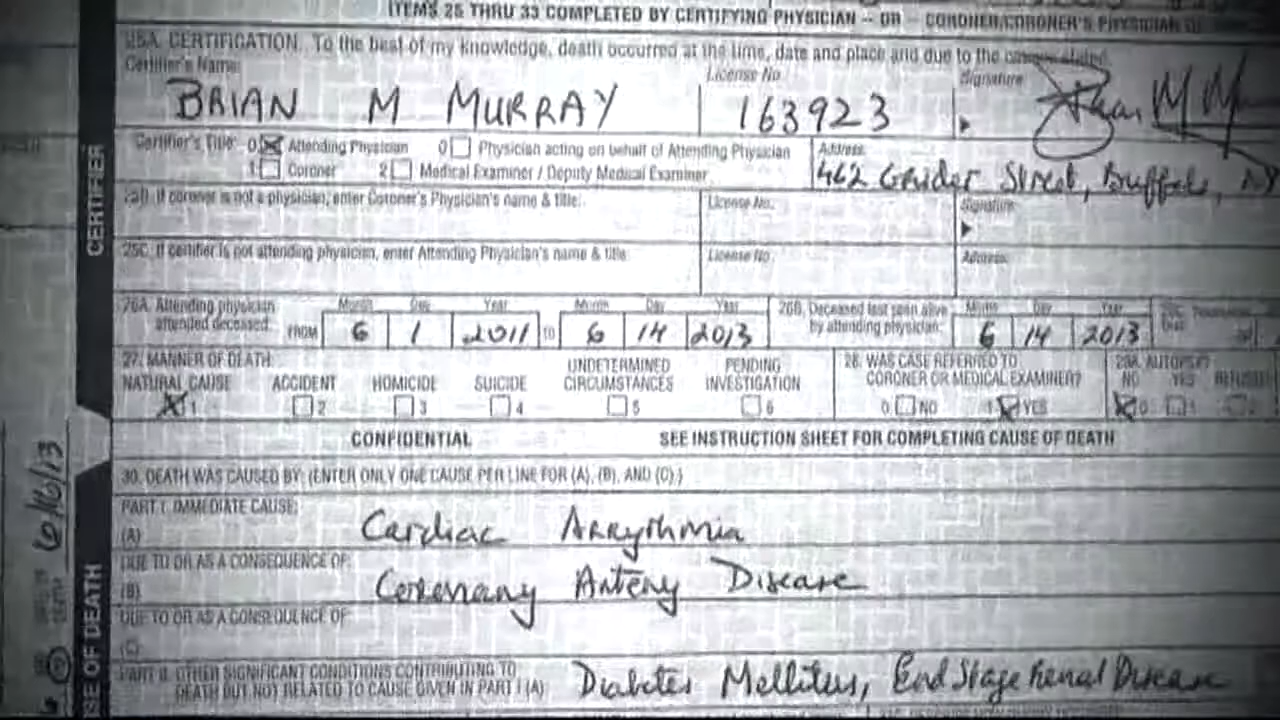 ITEMS 25 THRU 33 COMPLETED BY CERTIFYING PHYSICIAN -- OR -- CORONER/CORONER'S PHYSICIAN
25A. CERTIFICATION. To the best of my knowledge, death occurred at the time, date and place and due to the causes stated.
Certifier's Name: License No. Signature
BRIAN M MURRAY 163923
Certifier's Title: 0 Attending Physician 0 Physician acting on behalf of Attending Physician Address:
1 Coroner 2 Medical Examiner / Deputy Medical Examiner 462 Grider Street, Buffalo, NY
25B. If coroner is not a physician, enter Coroner's Physician's name & title: License No. Signature
25C. If certifier is not attending physician, enter Attending Physician's name & title License No. Address:
26A. Attending physician Month Day Year Month Day Year 26B. Deceased last seen alive Month Day Year
attended deceased: FROM 6 1 2011 TO 6 14 2013 by attending physician: 6 14 2013
27. MANNER OF DEATH: UNDETERMINED PENDING 28. WAS CASE REFERRED TO 29A. AUTOPSY?
NATURAL CAUSE ACCIDENT HOMICIDE SUICIDE CIRCUMSTANCES INVESTIGATION CORONER OR MEDICAL EXAMINER? NO YES REFUSED
X 1 2 3 4 5 6 0 NO 1 YES 0 1 2
CONFIDENTIAL SEE INSTRUCTION SHEET FOR COMPLETING CAUSE OF DEATH
30. DEATH WAS CAUSED BY: (ENTER ONLY ONE CAUSE PER LINE FOR (A), (B), AND (C).)
PART I. IMMEDIATE CAUSE:
(A) Cardiac Arrythmia
DUE TO OR AS A CONSEQUENCE OF:
(B) Coronary Artery Disease
DUE TO OR AS A CONSEQUENCE OF:
(C)
PART II. OTHER SIGNIFICANT CONDITIONS CONTRIBUTING TO
DEATH BUT NOT RELATED TO CAUSE GIVEN IN PART I (A): Diabetes Mellitus, End Stage Renal Disease
CERTIFIER
SE OF DEATH
6/16/13